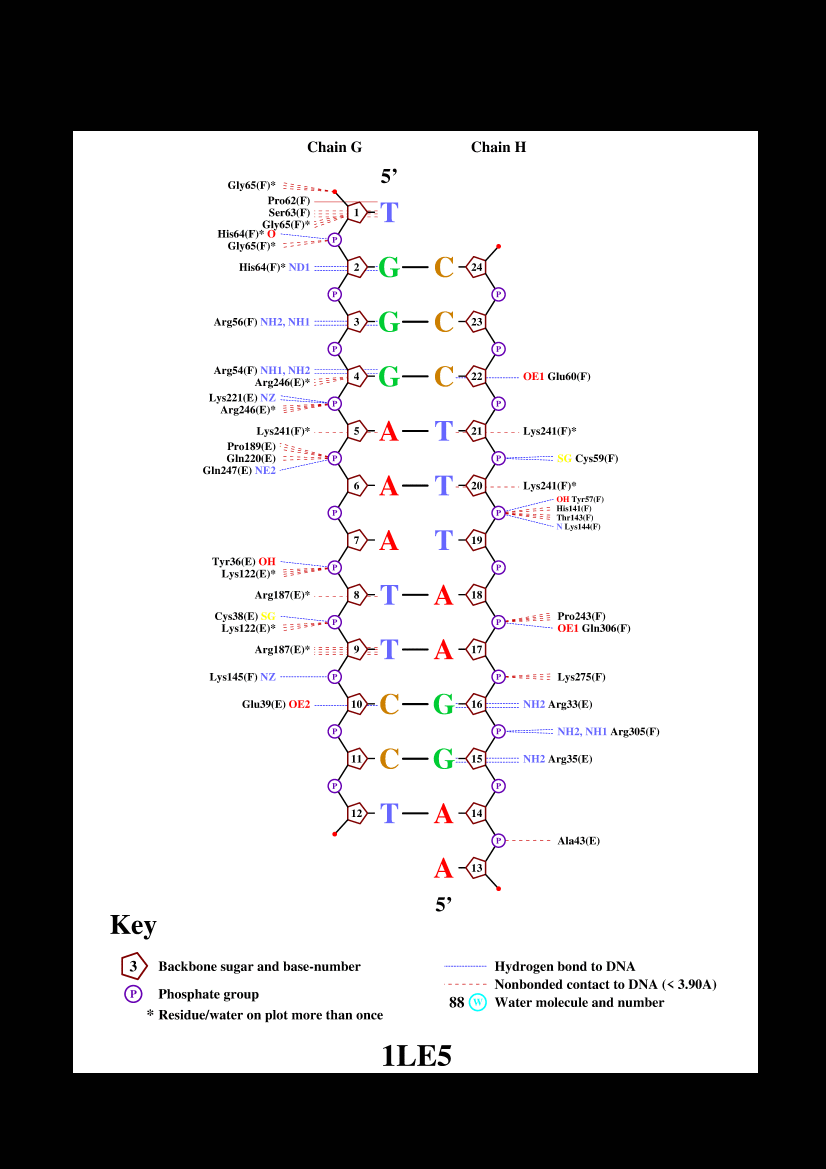 Chain G Chain H
5’
Gly65(F)*
Pro62(F)
Ser63(F) 1 T
Gly65(F)*
His64(F)* O
P
Gly65(F)*
His64(F)* ND1 2 G C 24
P P
Arg56(F) NH2, NH1 3 G C 23
P P
Arg54(F) NH1, NH2
4 G C 22 OE1 Glu60(F)
Arg246(E)*
Lys221(E) NZ
P P
Arg246(E)*
Lys241(F)* 5 A T 21 Lys241(F)*
Pro189(E)
Gln220(E) P P SG Cys59(F)
Gln247(E) NE2
6 A T 20 Lys241(F)*
OH Tyr57(F)
His141(F)
P P
Thr143(F)
N Lys144(F)
7 A T 19
Tyr36(E) OH
P P
Lys122(E)*
Arg187(E)* 8 T A 18
Cys38(E) SG Pro243(F)
P P
Lys122(E)* OE1 Gln306(F)
Arg187(E)* 9 T A 17
Lys145(F) NZ P P Lys275(F)
Glu39(E) OE2 10 C G 16 NH2 Arg33(E)
P P NH2, NH1 Arg305(F)
11 C G 15 NH2 Arg35(E)
P P
12 T A 14
P Ala43(E)
A 13
5’
Key
3 Backbone sugar and base-number
Hydrogen bond to DNA
Nonbonded contact to DNA (< 3.90A)
P Phosphate group
88 W Water molecule and number
* Residue/water on plot more than once
1LE5